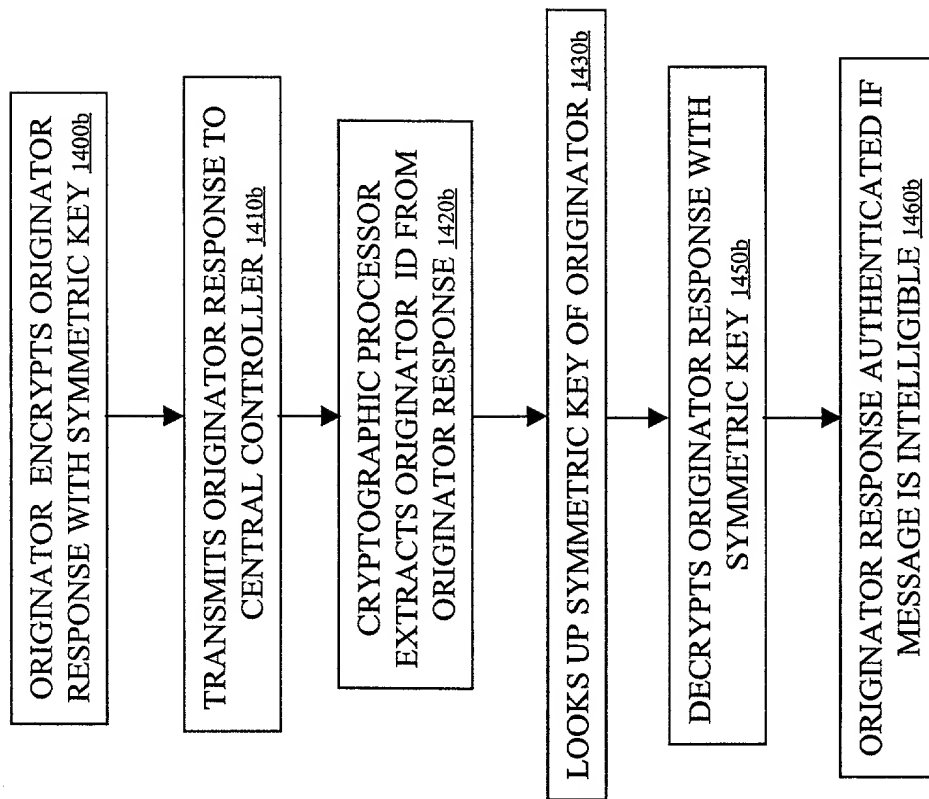 ORIGINATOR ENCRYPTS ORIGINATOR
RESPONSE WITH SYMMETRIC KEY 1400b
TRANSMITS ORIGINATOR RESPONSE TO
CENTRAL CONTROLLER 1410b
CRYPTOGRAPHIC PROCESSOR
EXTRACTS ORIGINATOR ID FROM
ORIGINATOR RESPONSE 1420b
LOOKS UP SYMMETRIC KEY OF ORIGINATOR 1430b
DECRYPTS ORIGINATOR RESPONSE WITH
SYMMETRIC KEY 1450b
ORIGINATOR RESPONSE AUTHENTICATED IF
MESSAGE IS INTELLIGIBLE 1460b